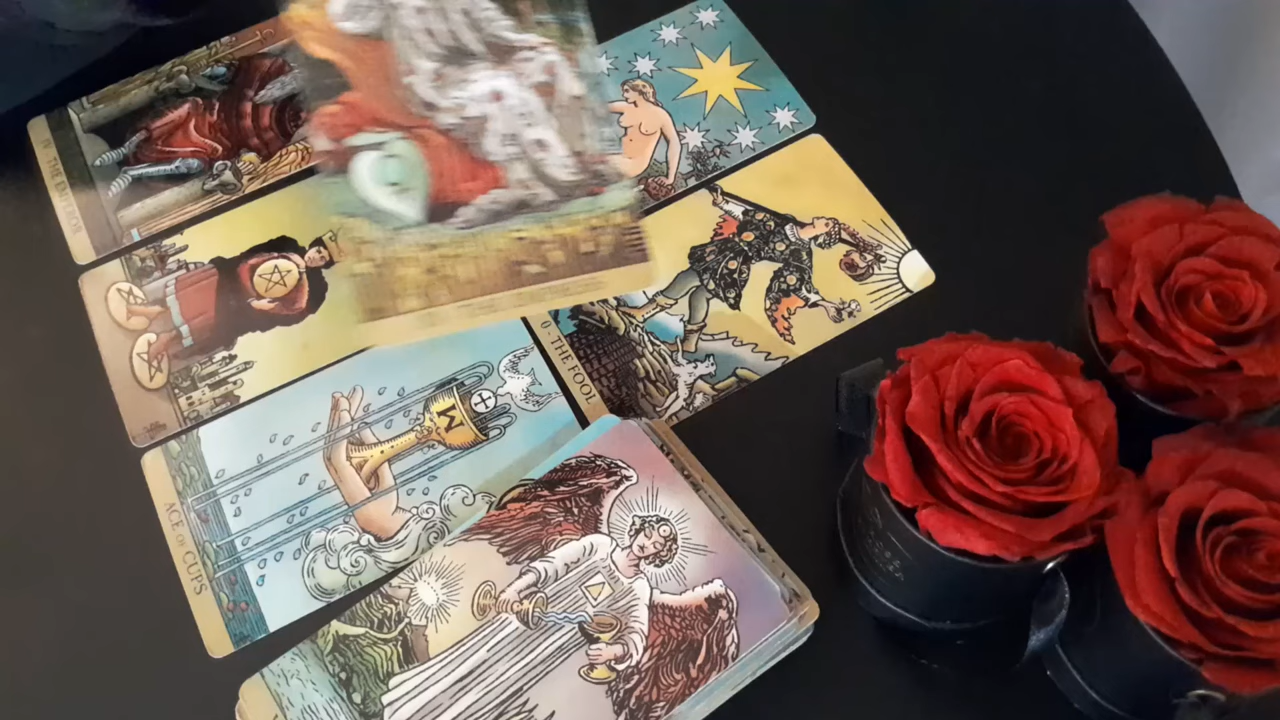 IV · THE EMPEROR
0 · THE FOOL
ACE OF CUPS